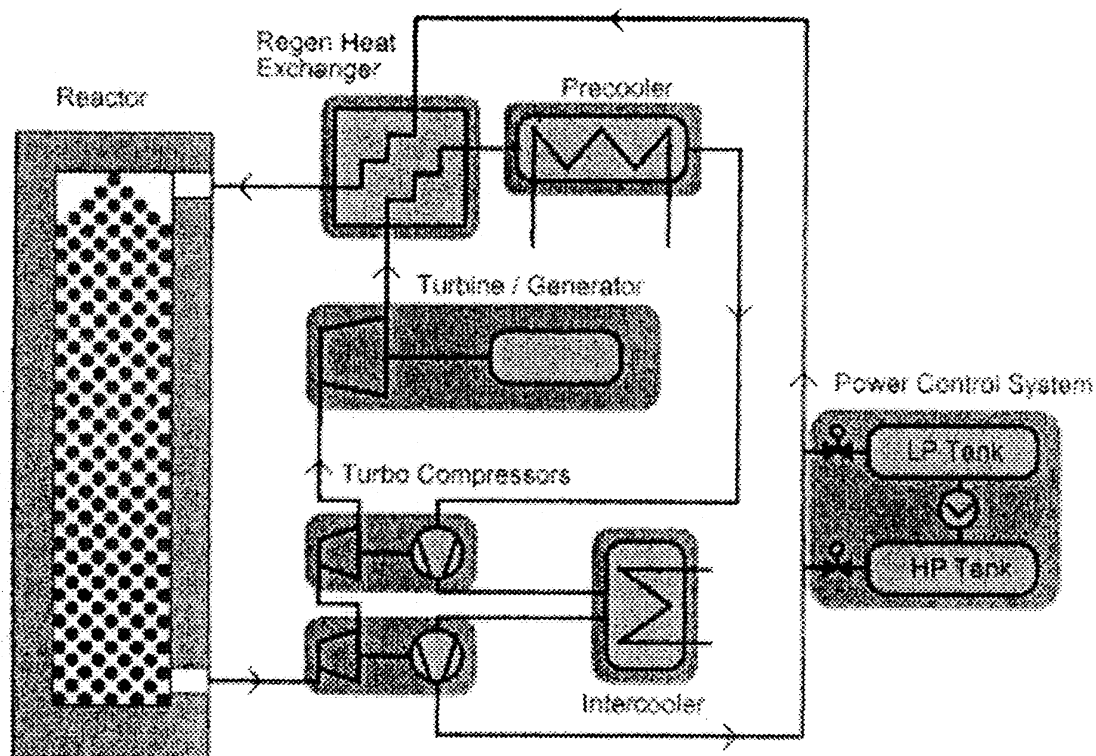 Regen Heat
Exchanger
Precooler
Reactor
Turbine / Generator
Power Control System
LP Tank
Turbo Compressors
HP Tank
Intercooler